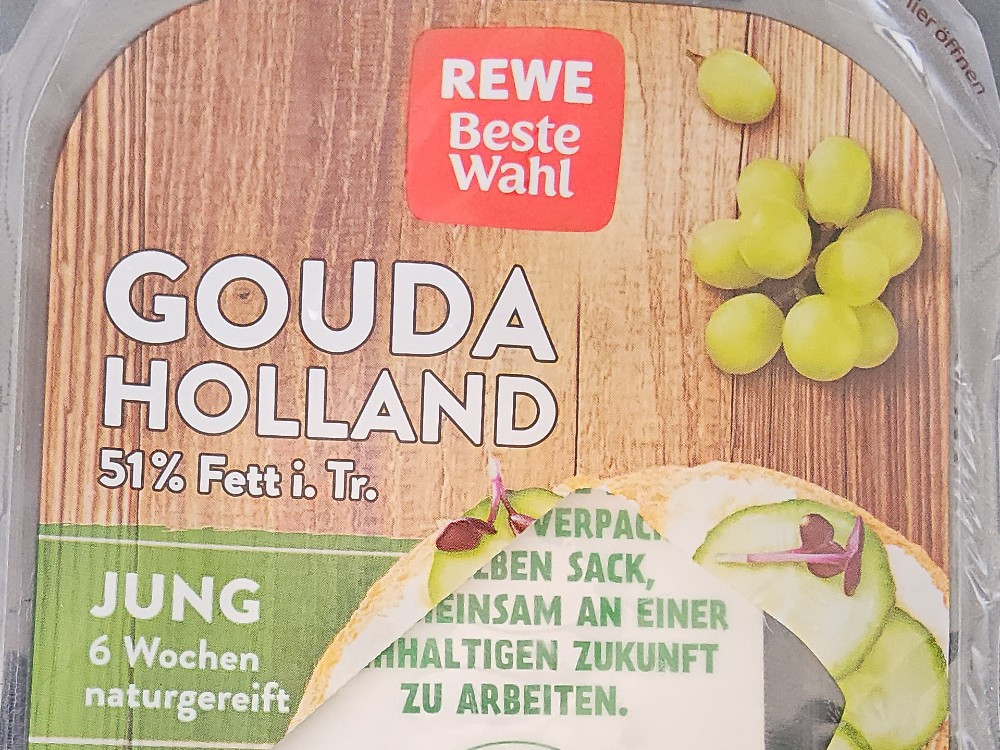 hier öffnen
REWE
Beste
Wahl
GOUDA
HOLLAND
51% Fett i. Tr.
JUNG
6 Wochen
naturgereift
SACK,
AN EINER
ZUKUNFT
ZU ARBEITEN.